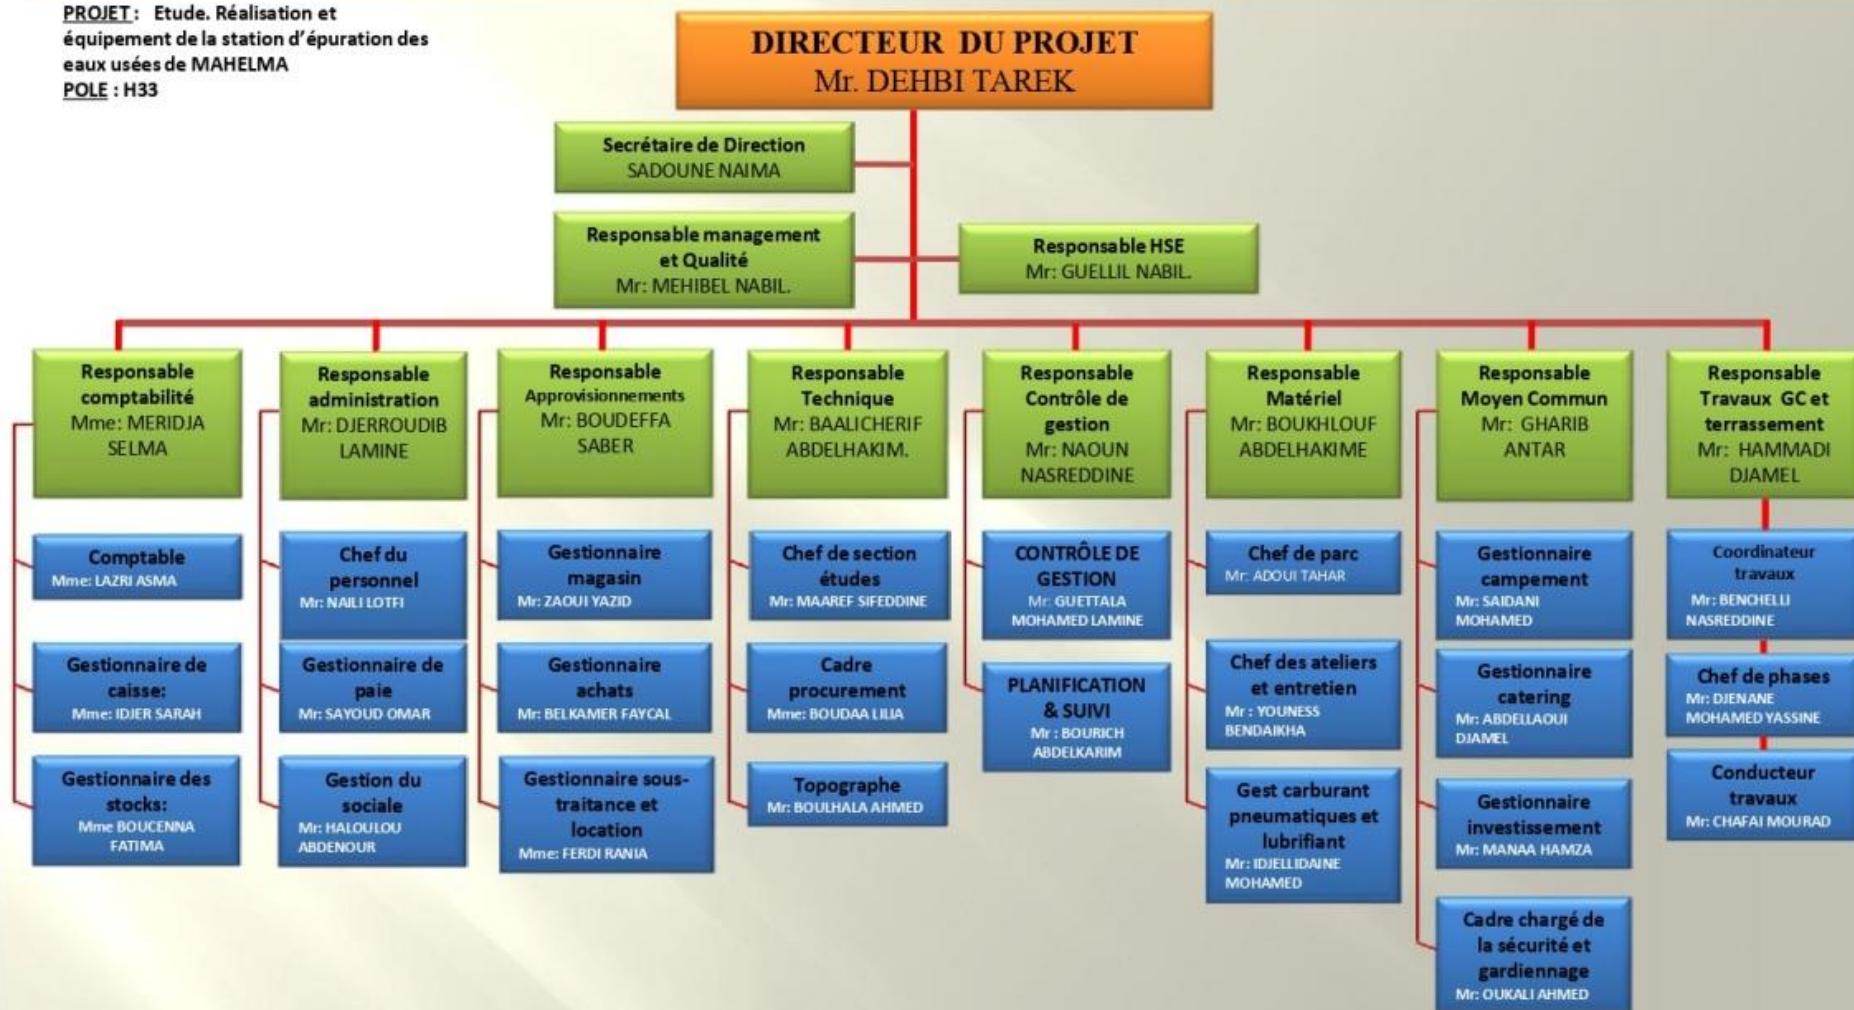 PROJET : Etude. Réalisation et
équipement de la station d’épuration des
eaux usées de MAHELMA
POLE : H33
DIRECTEUR DU PROJET
Mr. DEHBI TAREK
Secrétaire de Direction
SADOUNE NAIMA
Responsable management
et Qualité
Mr: MEHIBEL NABIL.
Responsable HSE
Mr: GUELLIL NABIL.
Responsable
comptabilité
Mme: MERIDJA
SELMA
Comptable
Mme: LAZRI ASMA
Gestionnaire de
caisse:
Mme: IDJER SARAH
Gestionnaire des
stocks:
Mme BOUCENNA
FATIMA
Responsable
administration
Mr: DJERROUDIB
LAMINE
Chef du
personnel
Mr: NAILI LOTFI
Gestionnaire de
paie
Mr: SAYOUD OMAR
Gestion du
sociale
Mr: HALOULOU
ABDENOUR
Responsable
Approvisionnements
Mr: BOUDEFFA
SABER
Gestionnaire
magasin
Mr: ZAOUI YAZID
Gestionnaire
achats
Mr: BELKAMER FAYCAL
Gestionnaire sous-
traitance et
location
Mme: FERDI RANIA
Responsable
Technique
Mr: BAALICHERIF
ABDELHAKIM.
Chef de section
études
Mr: MAAREF SIFEDDINE
Cadre
procurement
Mme: BOUDAA LILIA
Topographe
Mr: BOULHALA AHMED
Responsable
Contrôle de
gestion
Mr: NAOUN
NASREDDINE
CONTRÔLE DE
GESTION
Mr: GUETTALA
MOHAMED LAMINE
PLANIFICATION
& SUIVI
Mr : BOURICH
ABDELKARIM
Responsable
Matériel
Mr: BOUKHLOUF
ABDELHAKIME
Chef de parc
Mr: ADOUI TAHAR
Chef des ateliers
et entretien
Mr : YOUNESS
BENDAIKHA
Gest carburant
pneumatiques et
lubrifiant
Mr: IDJELLIDAINE
MOHAMED
Responsable
Moyen Commun
Mr: GHARIB
ANTAR
Gestionnaire
campement
Mr: SAIDANI
MOHAMED
Gestionnaire
catering
Mr: ABDELLAOUI
DJAMEL
Gestionnaire
investissement
Mr: MANAA HAMZA
Cadre chargé de
la sécurité et
gardiennage
Mr: OUKALI AHMED
Responsable
Travaux GC et
terrassement
Mr: HAMMADI
DJAMEL
Coordinateur
travaux
Mr: BENCHELLI
NASREDDINE
Chef de phases
Mr: DJENANE
MOHAMED YASSINE
Conducteur
travaux
Mr: CHAFAI MOURAD